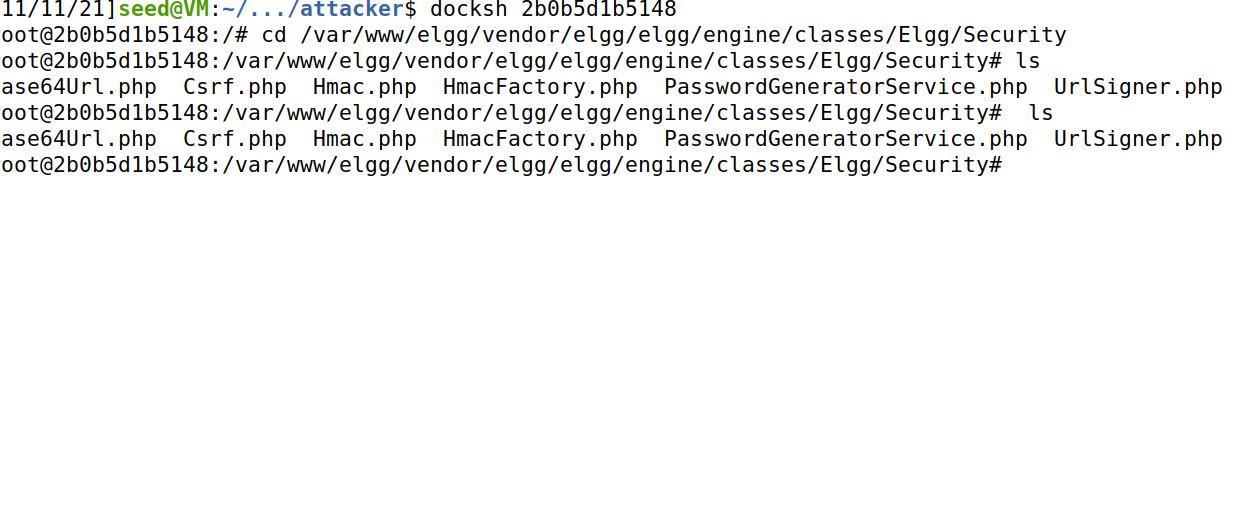 11/11/21]seed@VM:~/.../attacker$ docksh 2b0b5d1b5148
oot@2b0b5d1b5148:/# cd /var/www/elgg/vendor/elgg/elgg/engine/classes/Elgg/Security
oot@2b0b5d1b5148:/var/www/elgg/vendor/elgg/elgg/engine/classes/Elgg/Security# ls
ase64Url.php  Csrf.php  Hmac.php  HmacFactory.php  PasswordGeneratorService.php  UrlSigner.php
oot@2b0b5d1b5148:/var/www/elgg/vendor/elgg/elgg/engine/classes/Elgg/Security#  ls
ase64Url.php  Csrf.php  Hmac.php  HmacFactory.php  PasswordGeneratorService.php  UrlSigner.php
oot@2b0b5d1b5148:/var/www/elgg/vendor/elgg/elgg/engine/classes/Elgg/Security#